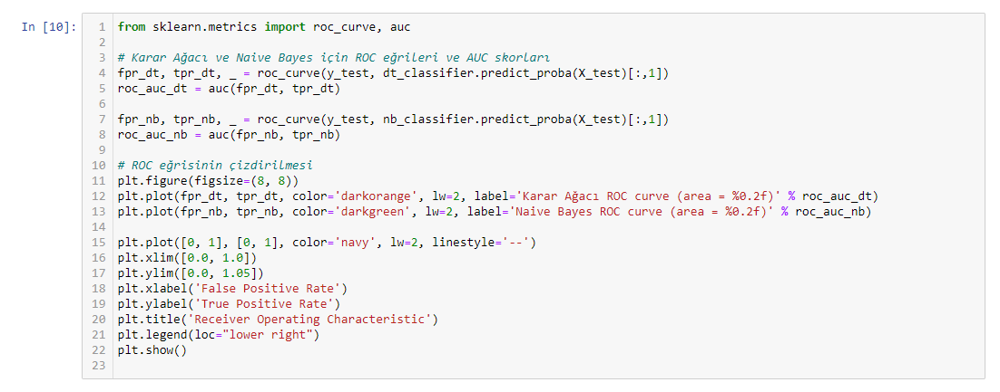 In [10]:
1 from sklearn.metrics import roc_curve, auc
2
3 # Karar Ağacı ve Naive Bayes için ROC eğrileri ve AUC skorları
4 fpr_dt, tpr_dt, _ = roc_curve(y_test, dt_classifier.predict_proba(X_test)[:,1])
5 roc_auc_dt = auc(fpr_dt, tpr_dt)
6
7 fpr_nb, tpr_nb, _ = roc_curve(y_test, nb_classifier.predict_proba(X_test)[:,1])
8 roc_auc_nb = auc(fpr_nb, tpr_nb)
9
10 # ROC eğrisinin çizdirilmesi
11 plt.figure(figsize=(8, 8))
12 plt.plot(fpr_dt, tpr_dt, color='darkorange', lw=2, label='Karar Ağacı ROC curve (area = %0.2f)' % roc_auc_dt)
13 plt.plot(fpr_nb, tpr_nb, color='darkgreen', lw=2, label='Naive Bayes ROC curve (area = %0.2f)' % roc_auc_nb)
14
15 plt.plot([0, 1], [0, 1], color='navy', lw=2, linestyle='--')
16 plt.xlim([0.0, 1.0])
17 plt.ylim([0.0, 1.05])
18 plt.xlabel('False Positive Rate')
19 plt.ylabel('True Positive Rate')
20 plt.title('Receiver Operating Characteristic')
21 plt.legend(loc="lower right")
22 plt.show()
23